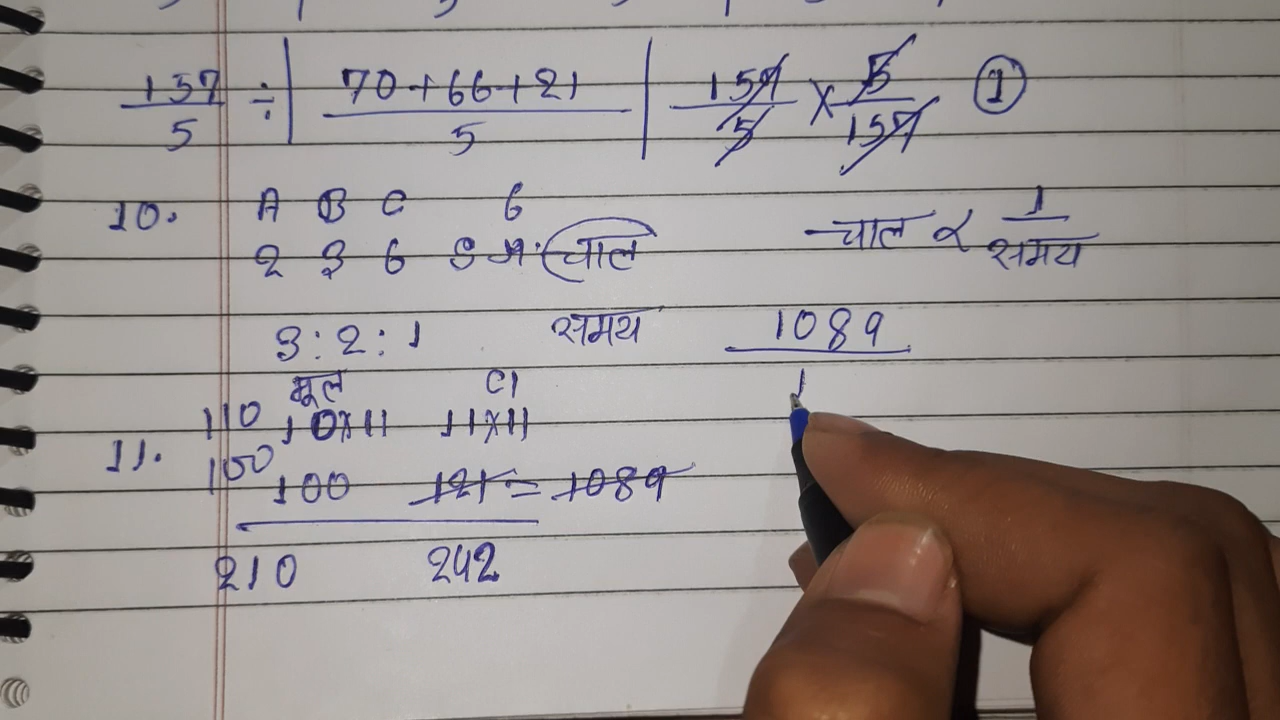 157/5 ÷ | 70+66+21/5 | 157/5 × 5/157 ①
10. A B C 6
2 3 6 चाल चाल ∝ 1/समय
3:2:1 समय 1089/1
मूल CI
110 10×11 11×11
11. 100 100 121 = 1089
210 242